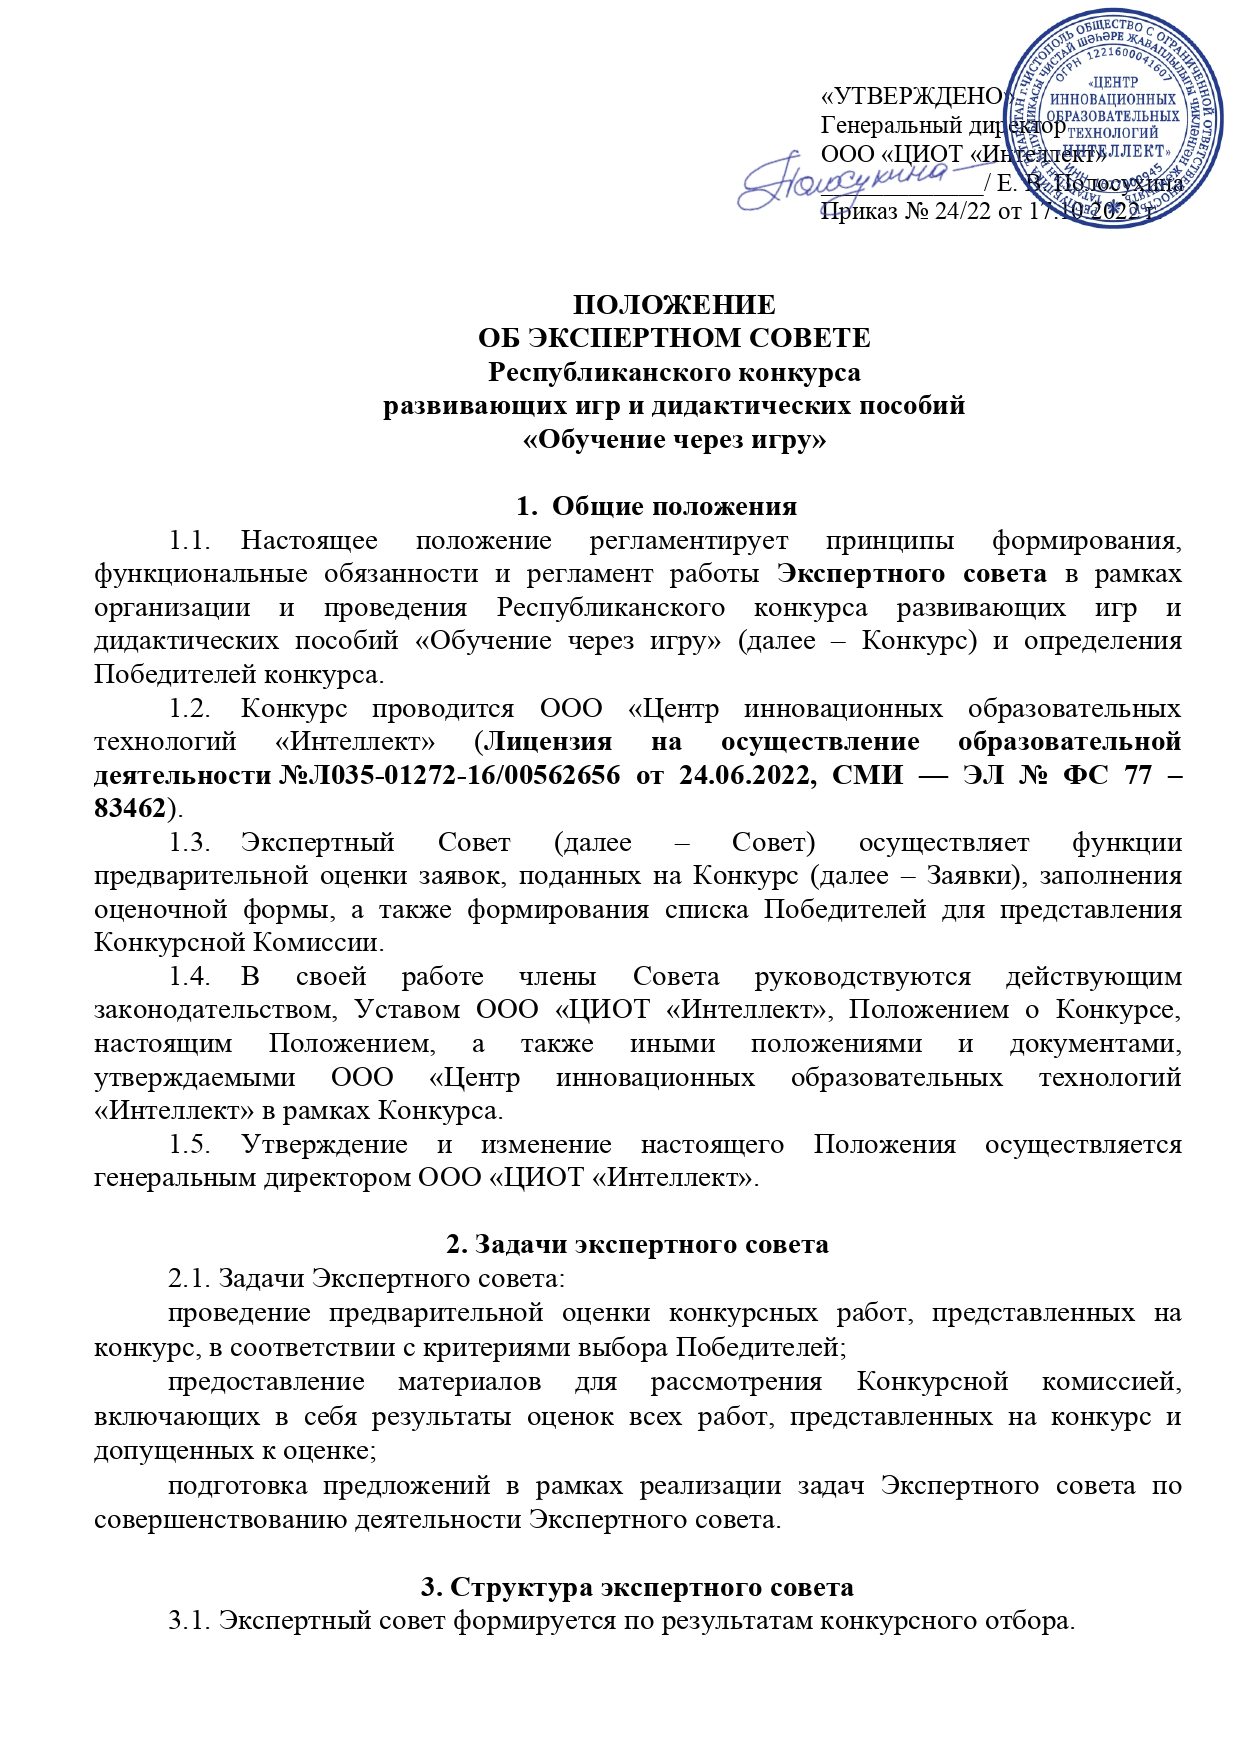 «УТВЕРЖДЕНО»
Генеральный директор
ООО «ЦИОТ «Интеллект»
____________/ Е. В. Полосухина
Приказ № 24/22 от 17.10.2022 г.
Полосухина
ОГРН 1221600041607
«ЦЕНТР
ИННОВАЦИОННЫХ
ОБРАЗОВАТЕЛЬНЫХ
ТЕХНОЛОГИЙ
«ИНТЕЛЛЕКТ»
ПОЛОЖЕНИЕ
ОБ ЭКСПЕРТНОМ СОВЕТЕ
Республиканского конкурса
развивающих игр и дидактических пособий
«Обучение через игру»
1. Общие положения
1.1. Настоящее положение регламентирует принципы формирования,
функциональные обязанности и регламент работы Экспертного совета в рамках
организации и проведения Республиканского конкурса развивающих игр и
дидактических пособий «Обучение через игру» (далее – Конкурс) и определения
Победителей конкурса.
1.2. Конкурс проводится ООО «Центр инновационных образовательных
технологий «Интеллект» (Лицензия на осуществление образовательной
деятельности №Л035-01272-16/00562656 от 24.06.2022, СМИ — ЭЛ № ФС 77 –
83462).
1.3. Экспертный Совет (далее – Совет) осуществляет функции
предварительной оценки заявок, поданных на Конкурс (далее – Заявки), заполнения
оценочной формы, а также формирования списка Победителей для представления
Конкурсной Комиссии.
1.4. В своей работе члены Совета руководствуются действующим
законодательством, Уставом ООО «ЦИОТ «Интеллект», Положением о Конкурсе,
настоящим Положением, а также иными положениями и документами,
утверждаемыми ООО «Центр инновационных образовательных технологий
«Интеллект» в рамках Конкурса.
1.5. Утверждение и изменение настоящего Положения осуществляется
генеральным директором ООО «ЦИОТ «Интеллект».
2. Задачи экспертного совета
2.1. Задачи Экспертного совета:
проведение предварительной оценки конкурсных работ, представленных на
конкурс, в соответствии с критериями выбора Победителей;
предоставление материалов для рассмотрения Конкурсной комиссией,
включающих в себя результаты оценок всех работ, представленных на конкурс и
допущенных к оценке;
подготовка предложений в рамках реализации задач Экспертного совета по
совершенствованию деятельности Экспертного совета.
3. Структура экспертного совета
3.1. Экспертный совет формируется по результатам конкурсного отбора.